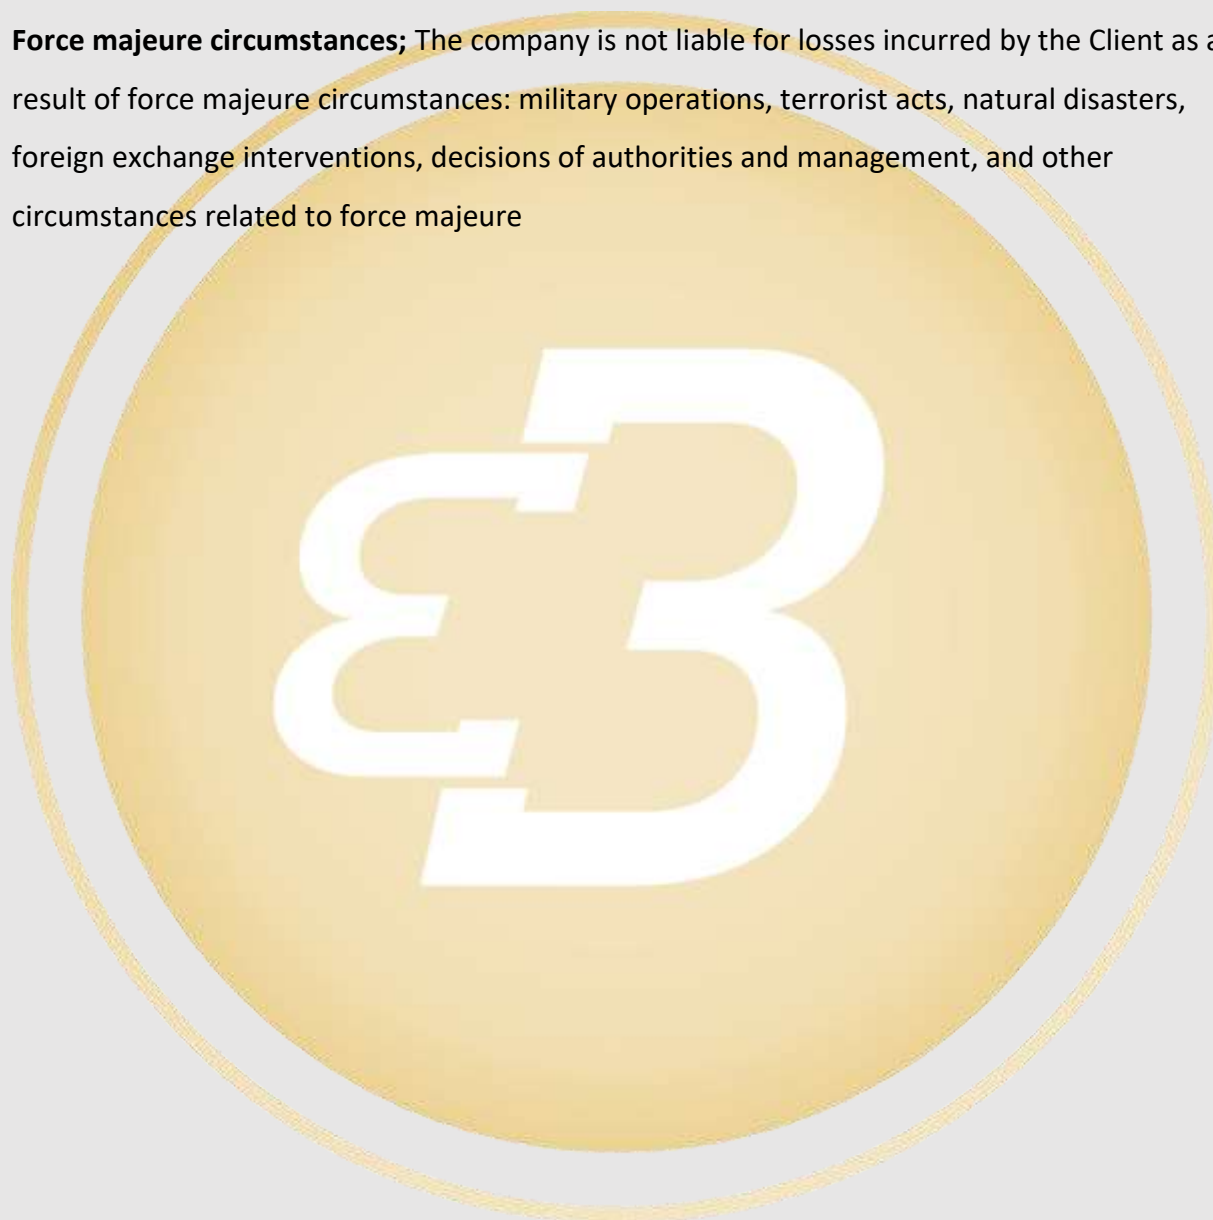 Force majeure circumstances; The company is not liable for losses incurred by the Client as a
result of force majeure circumstances: military operations, terrorist acts, natural disasters,
foreign exchange interventions, decisions of authorities and management, and other
circumstances related to force majeure